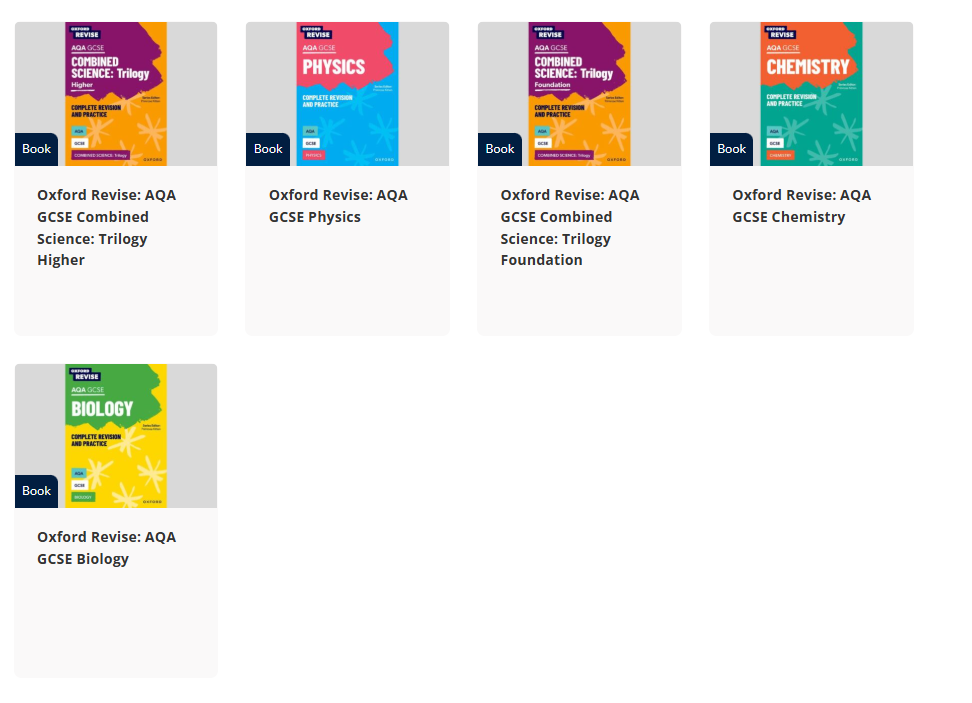 OXFORD
REVISE
AQA GCSE
COMBINED
SCIENCE: Trilogy
Higher
COMPLETE REVISION
AND PRACTICE
AQA
GCSE
COMBINED SCIENCE: Trilogy
OXFORD
Book
Oxford Revise: AQA
GCSE Combined
Science: Trilogy
Higher
OXFORD
REVISE
AQA GCSE
PHYSICS
COMPLETE REVISION
AND PRACTICE
AQA
GCSE
PHYSICS
OXFORD
Book
Oxford Revise: AQA
GCSE Physics
OXFORD
REVISE
AQA GCSE
COMBINED
SCIENCE: Trilogy
Foundation
COMPLETE REVISION
AND PRACTICE
AQA
GCSE
COMBINED SCIENCE: Trilogy
OXFORD
Book
Oxford Revise: AQA
GCSE Combined
Science: Trilogy
Foundation
OXFORD
REVISE
AQA GCSE
CHEMISTRY
COMPLETE REVISION
AND PRACTICE
AQA
GCSE
CHEMISTRY
OXFORD
Book
Oxford Revise: AQA
GCSE Chemistry
OXFORD
REVISE
AQA GCSE
BIOLOGY
COMPLETE REVISION
AND PRACTICE
AQA
GCSE
BIOLOGY
OXFORD
Book
Oxford Revise: AQA
GCSE Biology